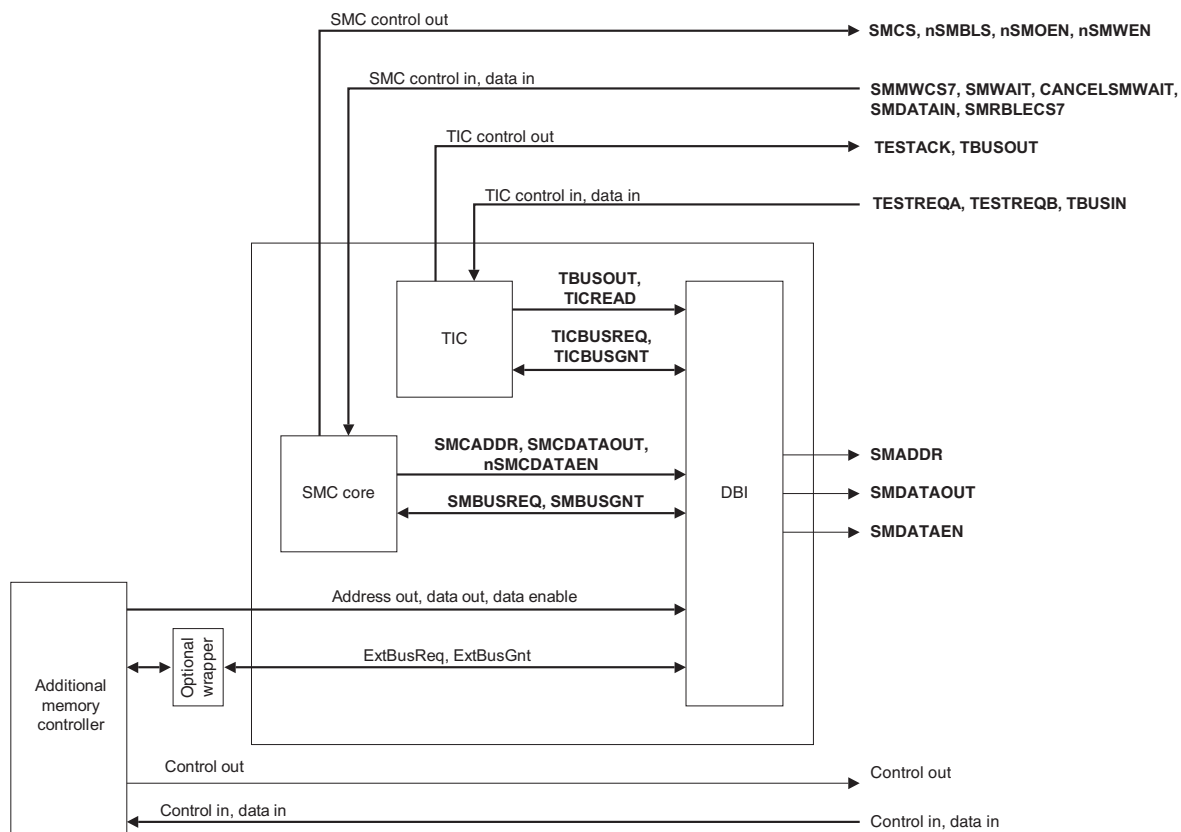 SMC control out
SMCS, nSMBLS, nSMOEN, nSMWEN
SMC control in, data in
SMMWCS7, SMWAIT, CANCELSMWAIT,
SMDATAIN, SMRBLECS7
TIC control out
TESTACK, TBUSOUT
TIC control in, data in
TESTREQA, TESTREQB, TBUSIN
TBUSOUT,
TICREAD
TIC
TICBUSREQ,
TICBUSGNT
SMCADDR, SMCDATAOUT,
nSMCDATAEN
SMC core
SMBUSREQ, SMBUSGNT
DBI
SMADDR
SMDATAOUT
SMDATAEN
Address out, data out, data enable
Optional
wrapper
ExtBusReq, ExtBusGnt
Additional
memory
controller
Control out
Control out
Control in, data in
Control in, data in